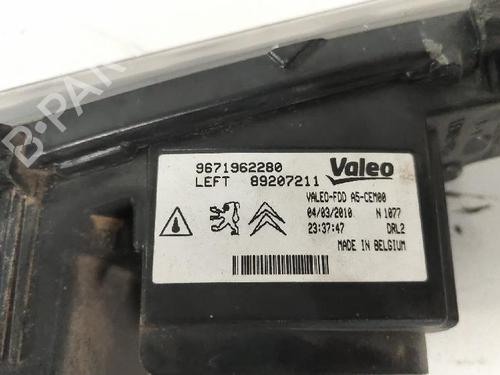 B-PARTS
9671962280
LEFT 89207211
Valeo
VALEO-FDD A5-CEM00
04/03/2010 N 1077
23:37:47 DRL2
MADE IN BELGIUM